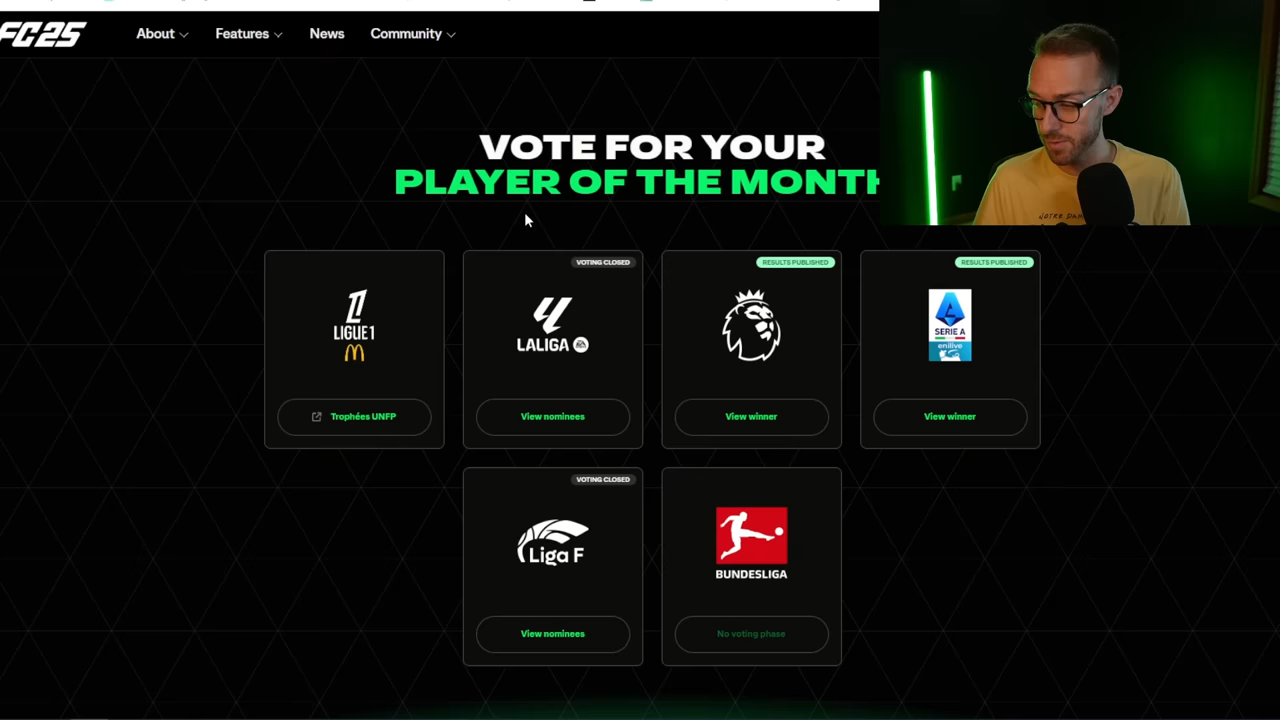 FC25
About
Features
News
Community
VOTE FOR YOUR
PLAYER OF THE MONTH
LIGUE 1
Trophées UNFP
VOTING CLOSED
LALIGA EA
View nominees
RESULTS PUBLISHED
View winner
RESULTS PUBLISHED
SERIE A
enilive
View winner
VOTING CLOSED
Liga F
View nominees
BUNDESLIGA
No voting phase
NOTRE DAM